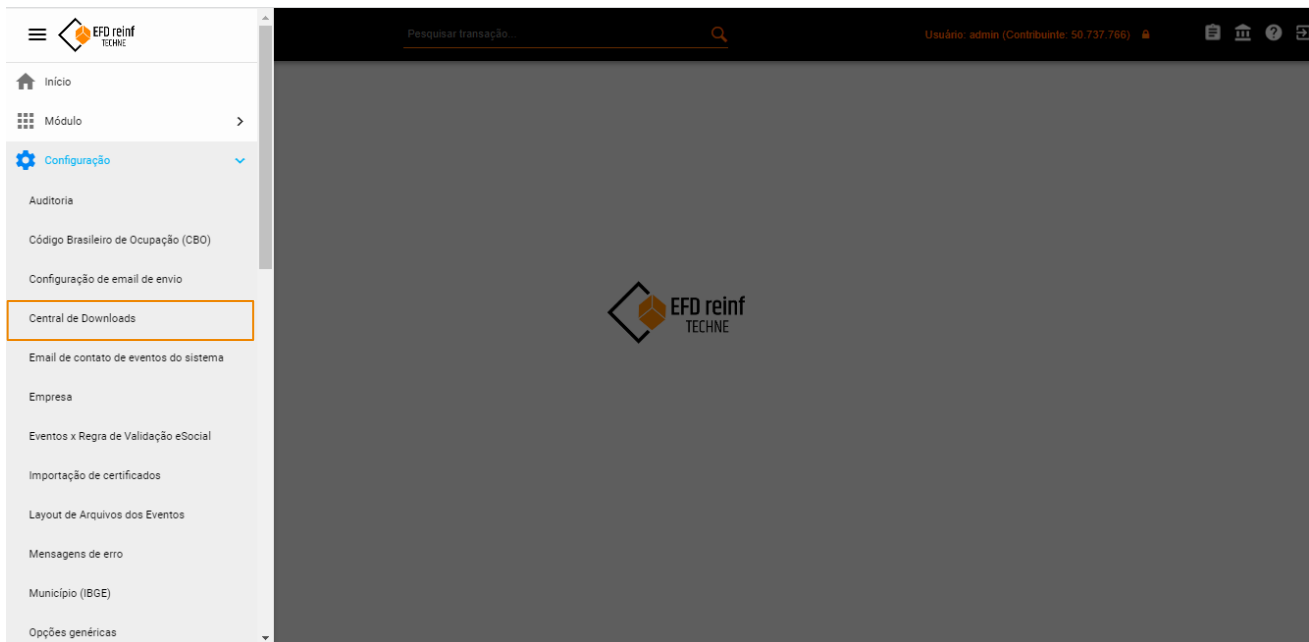 EFD reinf
TECHNE
Pesquisar transação...
Usuário: admin (Contribuinte: 50.737.766)
Início
Módulo
Configuração
Auditoria
Código Brasileiro de Ocupação (CBO)
Configuração de email de envio
Central de Downloads
Email de contato de eventos do sistema
Empresa
Eventos x Regra de Validação eSocial
Importação de certificados
Layout de Arquivos dos Eventos
Mensagens de erro
Município (IBGE)
Opções genéricas
EFD reinf
TECHNE